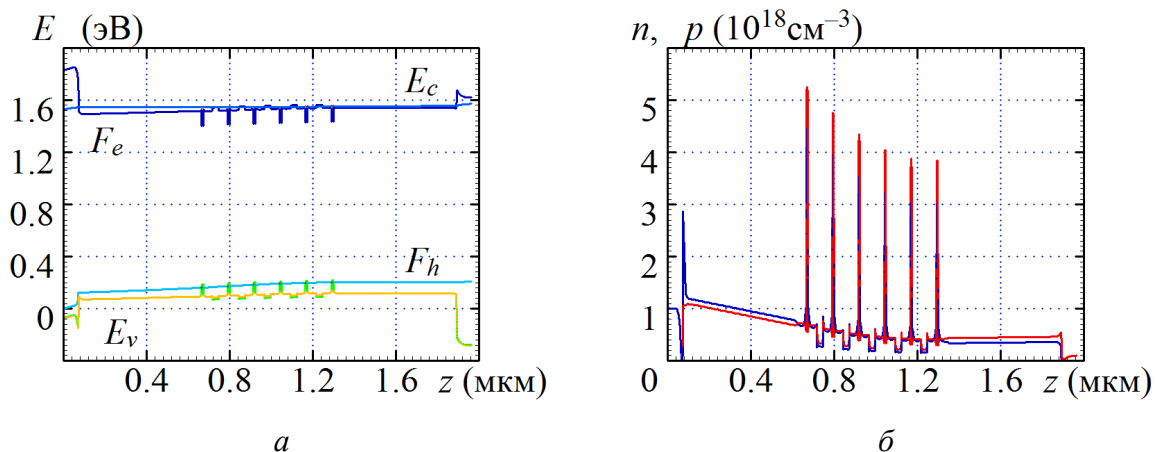 E (эВ)
1.6
1.2
0.8
0.4
0
E_c
F_e
F_h
E_v
0.4 0.8 1.2 1.6 z (мкм)
а
n, p (10^18 см^–3)
5
4
3
2
1
0 0.4 0.8 1.2 1.6 z (мкм)
б